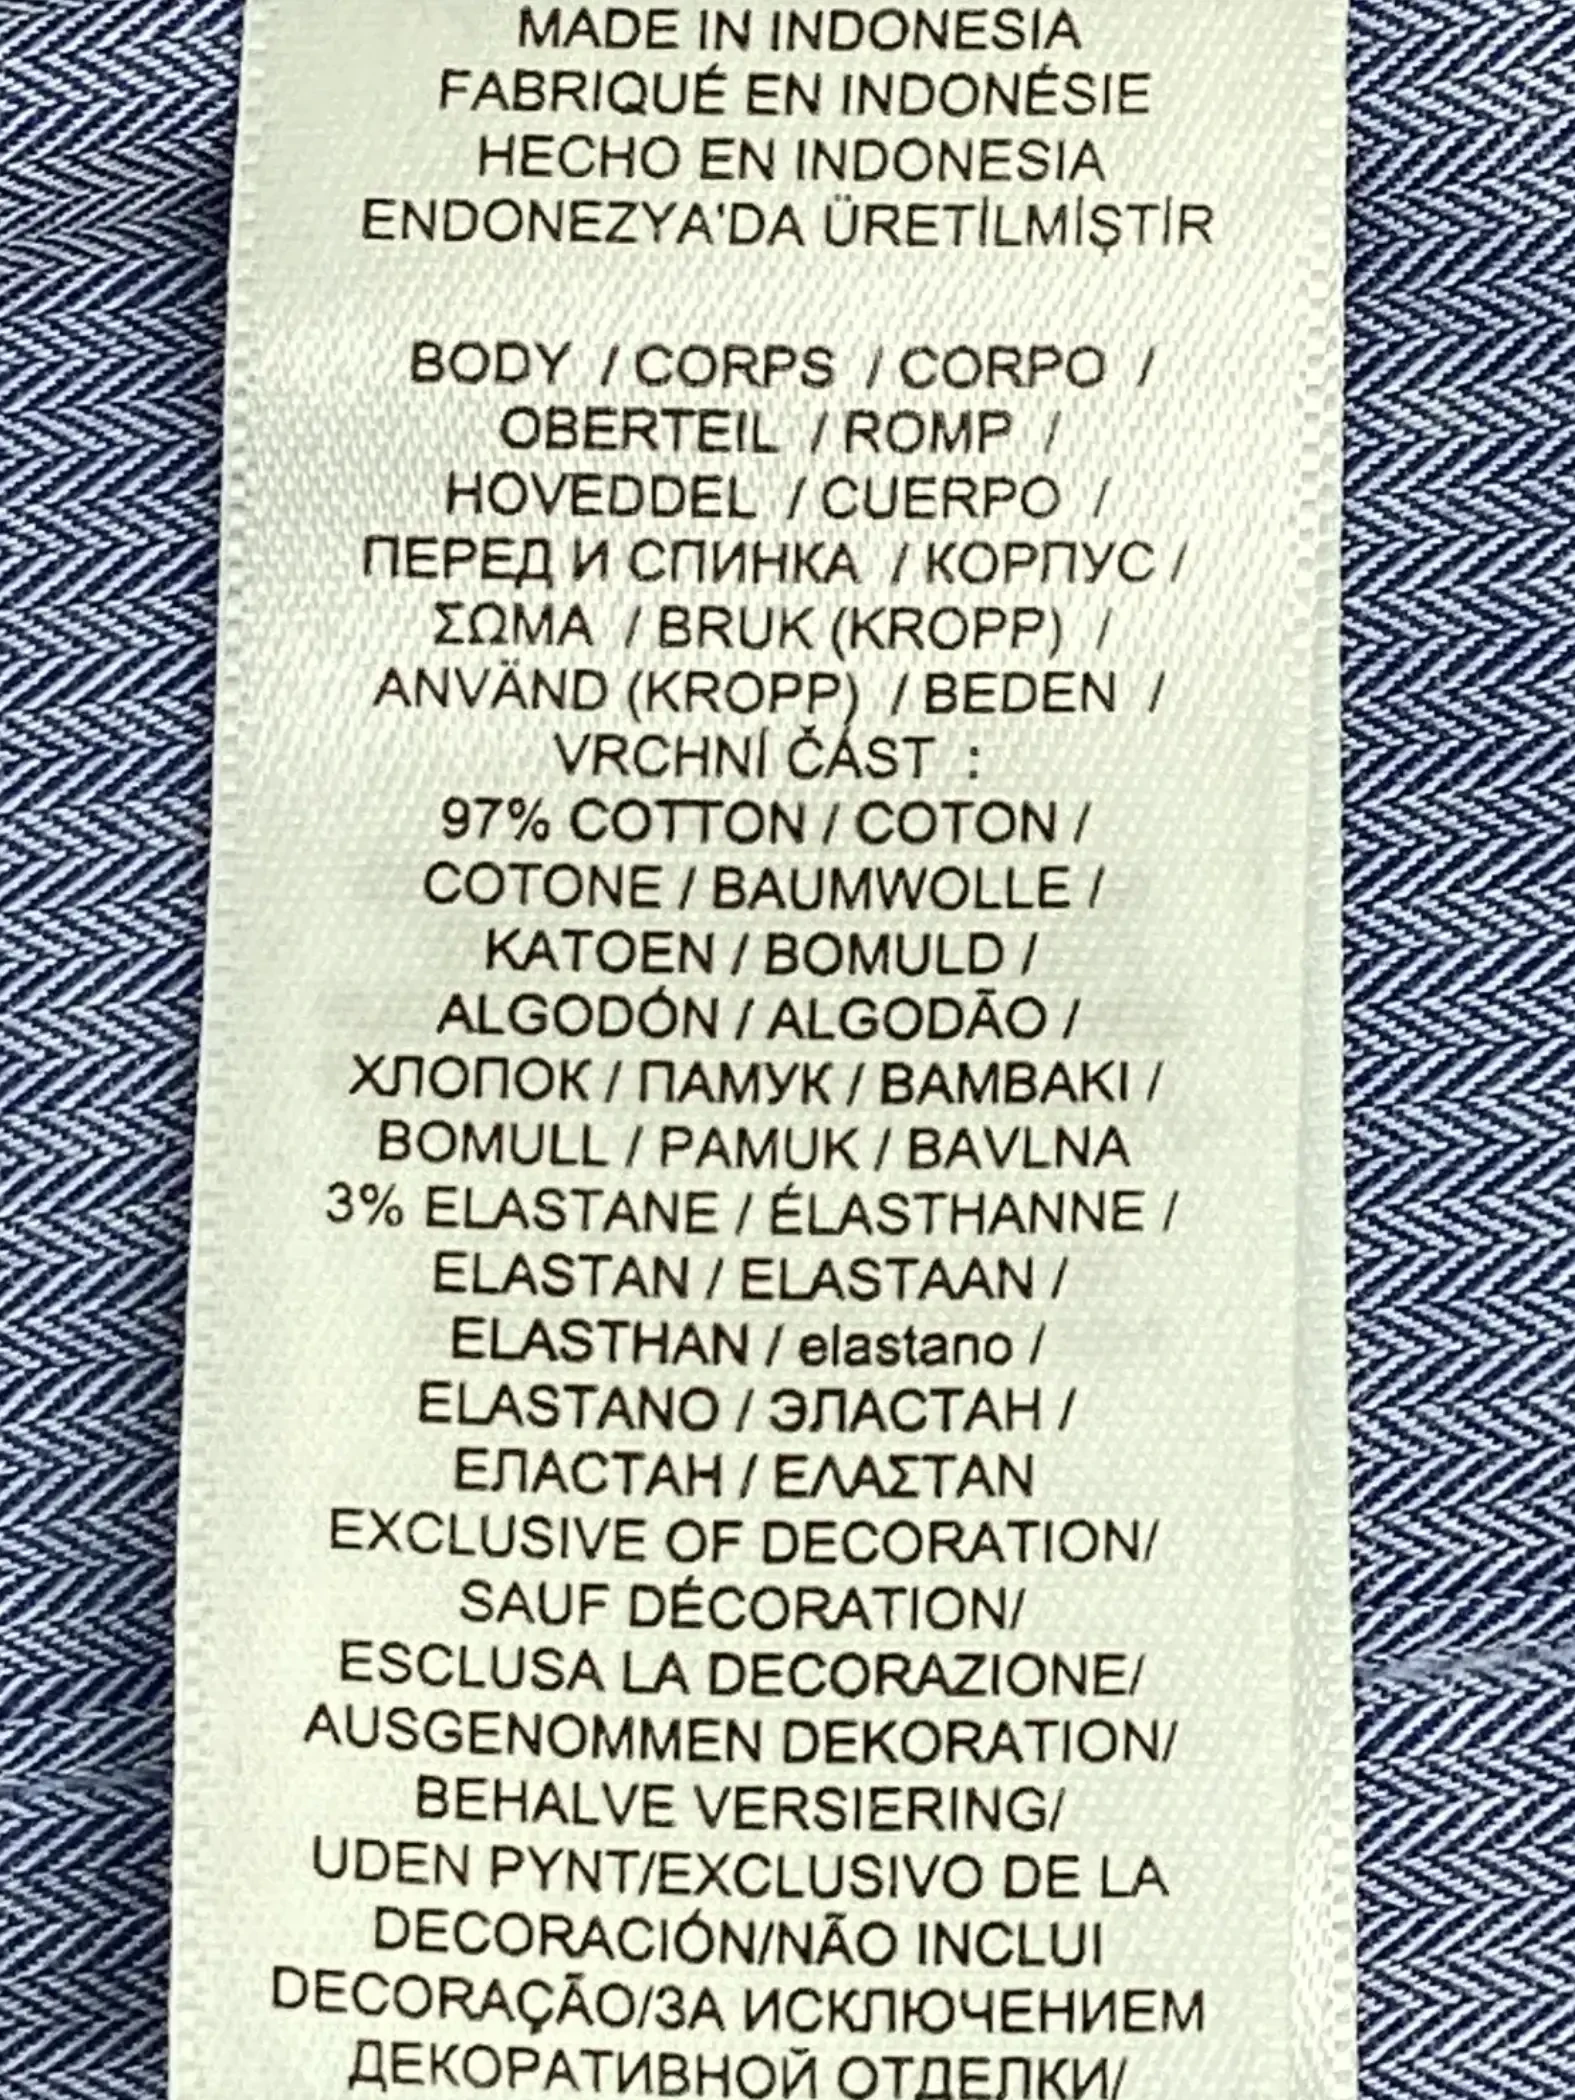 MADE IN INDONESIA
FABRIQUÉ EN INDONÉSIE
HECHO EN INDONESIA
ENDONEZYA'DA ÜRETİLMİŞTİR
BODY / CORPS / CORPO /
OBERTEIL / ROMP /
HOVEDDEL / CUERPO /
ПЕРЕД И СПИНКА / КОРПУС /
ΣΩΜΑ / BRUK (KROPP) /
ANVÄND (KROPP) / BEDEN /
VRCHNÍ ČÁST :
97% COTTON / COTON /
COTONE / BAUMWOLLE /
KATOEN / BOMULD /
ALGODÓN / ALGODÃO /
ХЛОПОК / ПАМУК / ΒΑΜΒΑΚΙ /
BOMULL / PAMUK / BAVLNA
3% ELASTANE / ÉLASTHANNE /
ELASTAN / ELASTAAN /
ELASTHAN / elastano /
ELASTANO / ЭЛАСТАН /
ЕЛАСТАН / ΕΛΑΣΤΑΝ
EXCLUSIVE OF DECORATION/
SAUF DÉCORATION/
ESCLUSA LA DECORAZIONE/
AUSGENOMMEN DEKORATION/
BEHALVE VERSIERING/
UDEN PYNT/EXCLUSIVO DE LA
DECORACIÓN/NÃO INCLUI
DECORAÇÃO/ЗА ИСКЛЮЧЕНИЕМ
ДЕКОРАТИВНОЙ ОТДЕЛКИ/